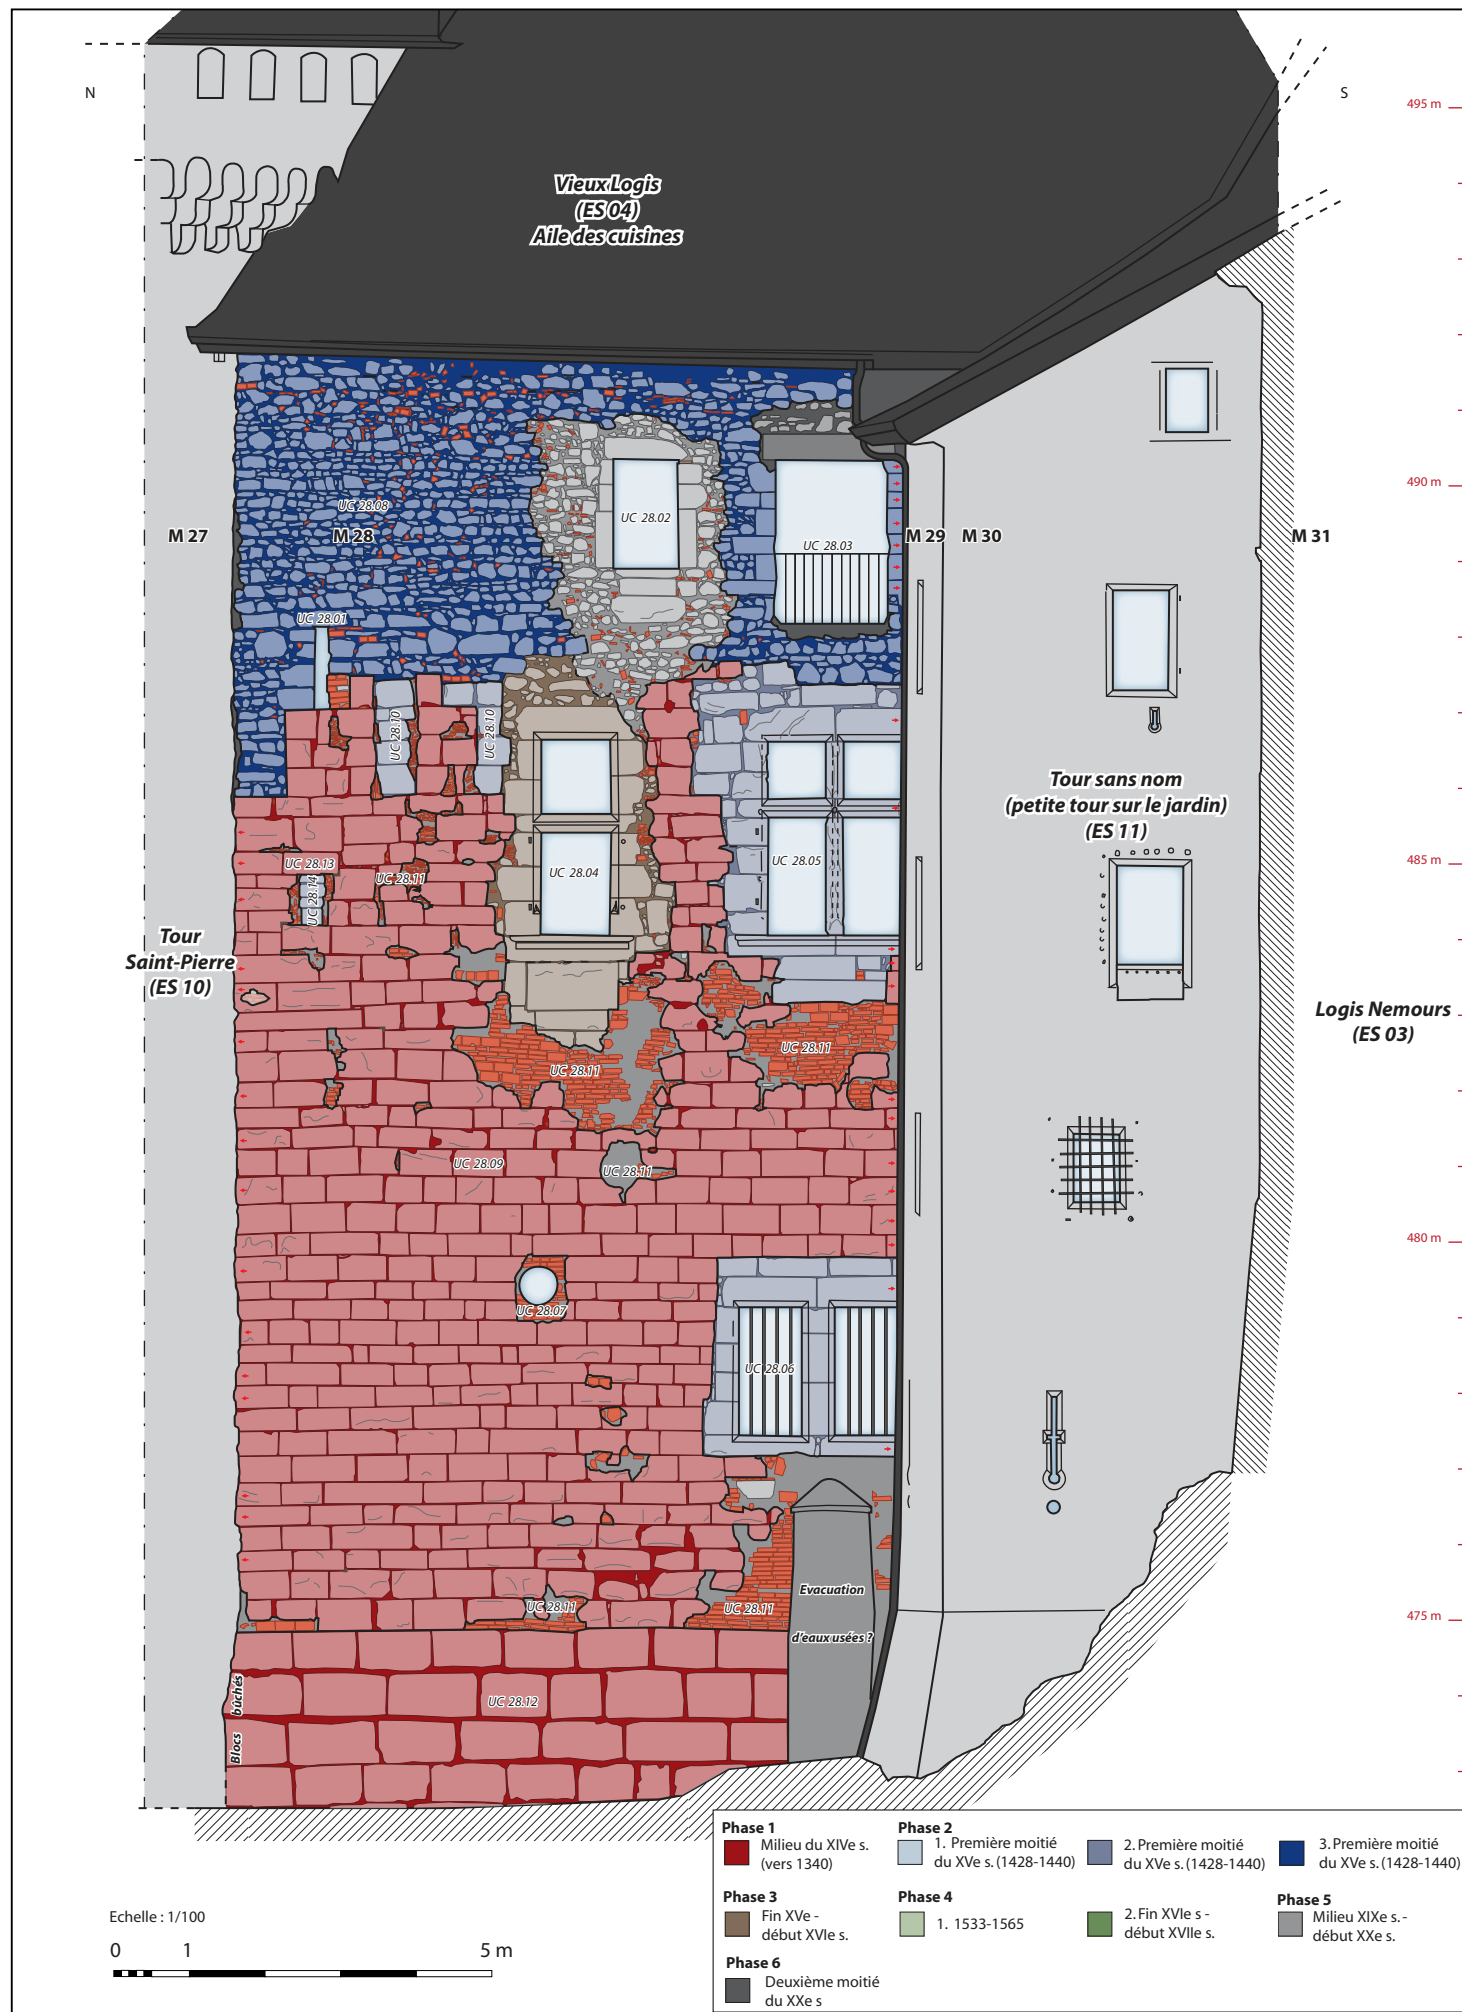 N
S
495 m
Vieux Logis
(ES 04)
Aile des cuisines
490 m
UC 28.08
UC 28.02
UC 28.03
M 27
M 28
M 29
M 30
M 31
UC 28.01
UC 28.10
UC 28.10
Tour sans nom
(petite tour sur le jardin)
(ES 11)
485 m
UC 28.13
UC 28.11
UC 28.14
UC 28.04
UC 28.05
Tour
Saint-Pierre
(ES 10)
Logis Nemours
(ES 03)
UC 28.11
UC 28.11
UC 28.09
UC 28.11
480 m
UC 28.07
UC 28.06
Evacuation
d'eaux usées ?
UC 28.11
UC 28.11
475 m
Blocs bûchés
UC 28.12
Phase 1
Milieu du XIVe s.
(vers 1340)
Phase 2
1. Première moitié
du XVe s. (1428-1440)
2. Première moitié
du XVe s. (1428-1440)
3. Première moitié
du XVe s. (1428-1440)
Phase 3
Fin XVe -
début XVIe s.
Phase 4
1. 1533-1565
2. Fin XVIe s -
début XVIIe s.
Phase 5
Milieu XIXe s. -
début XXe s.
Phase 6
Deuxième moitié
du XXe s
Echelle : 1/100
0 1 5 m